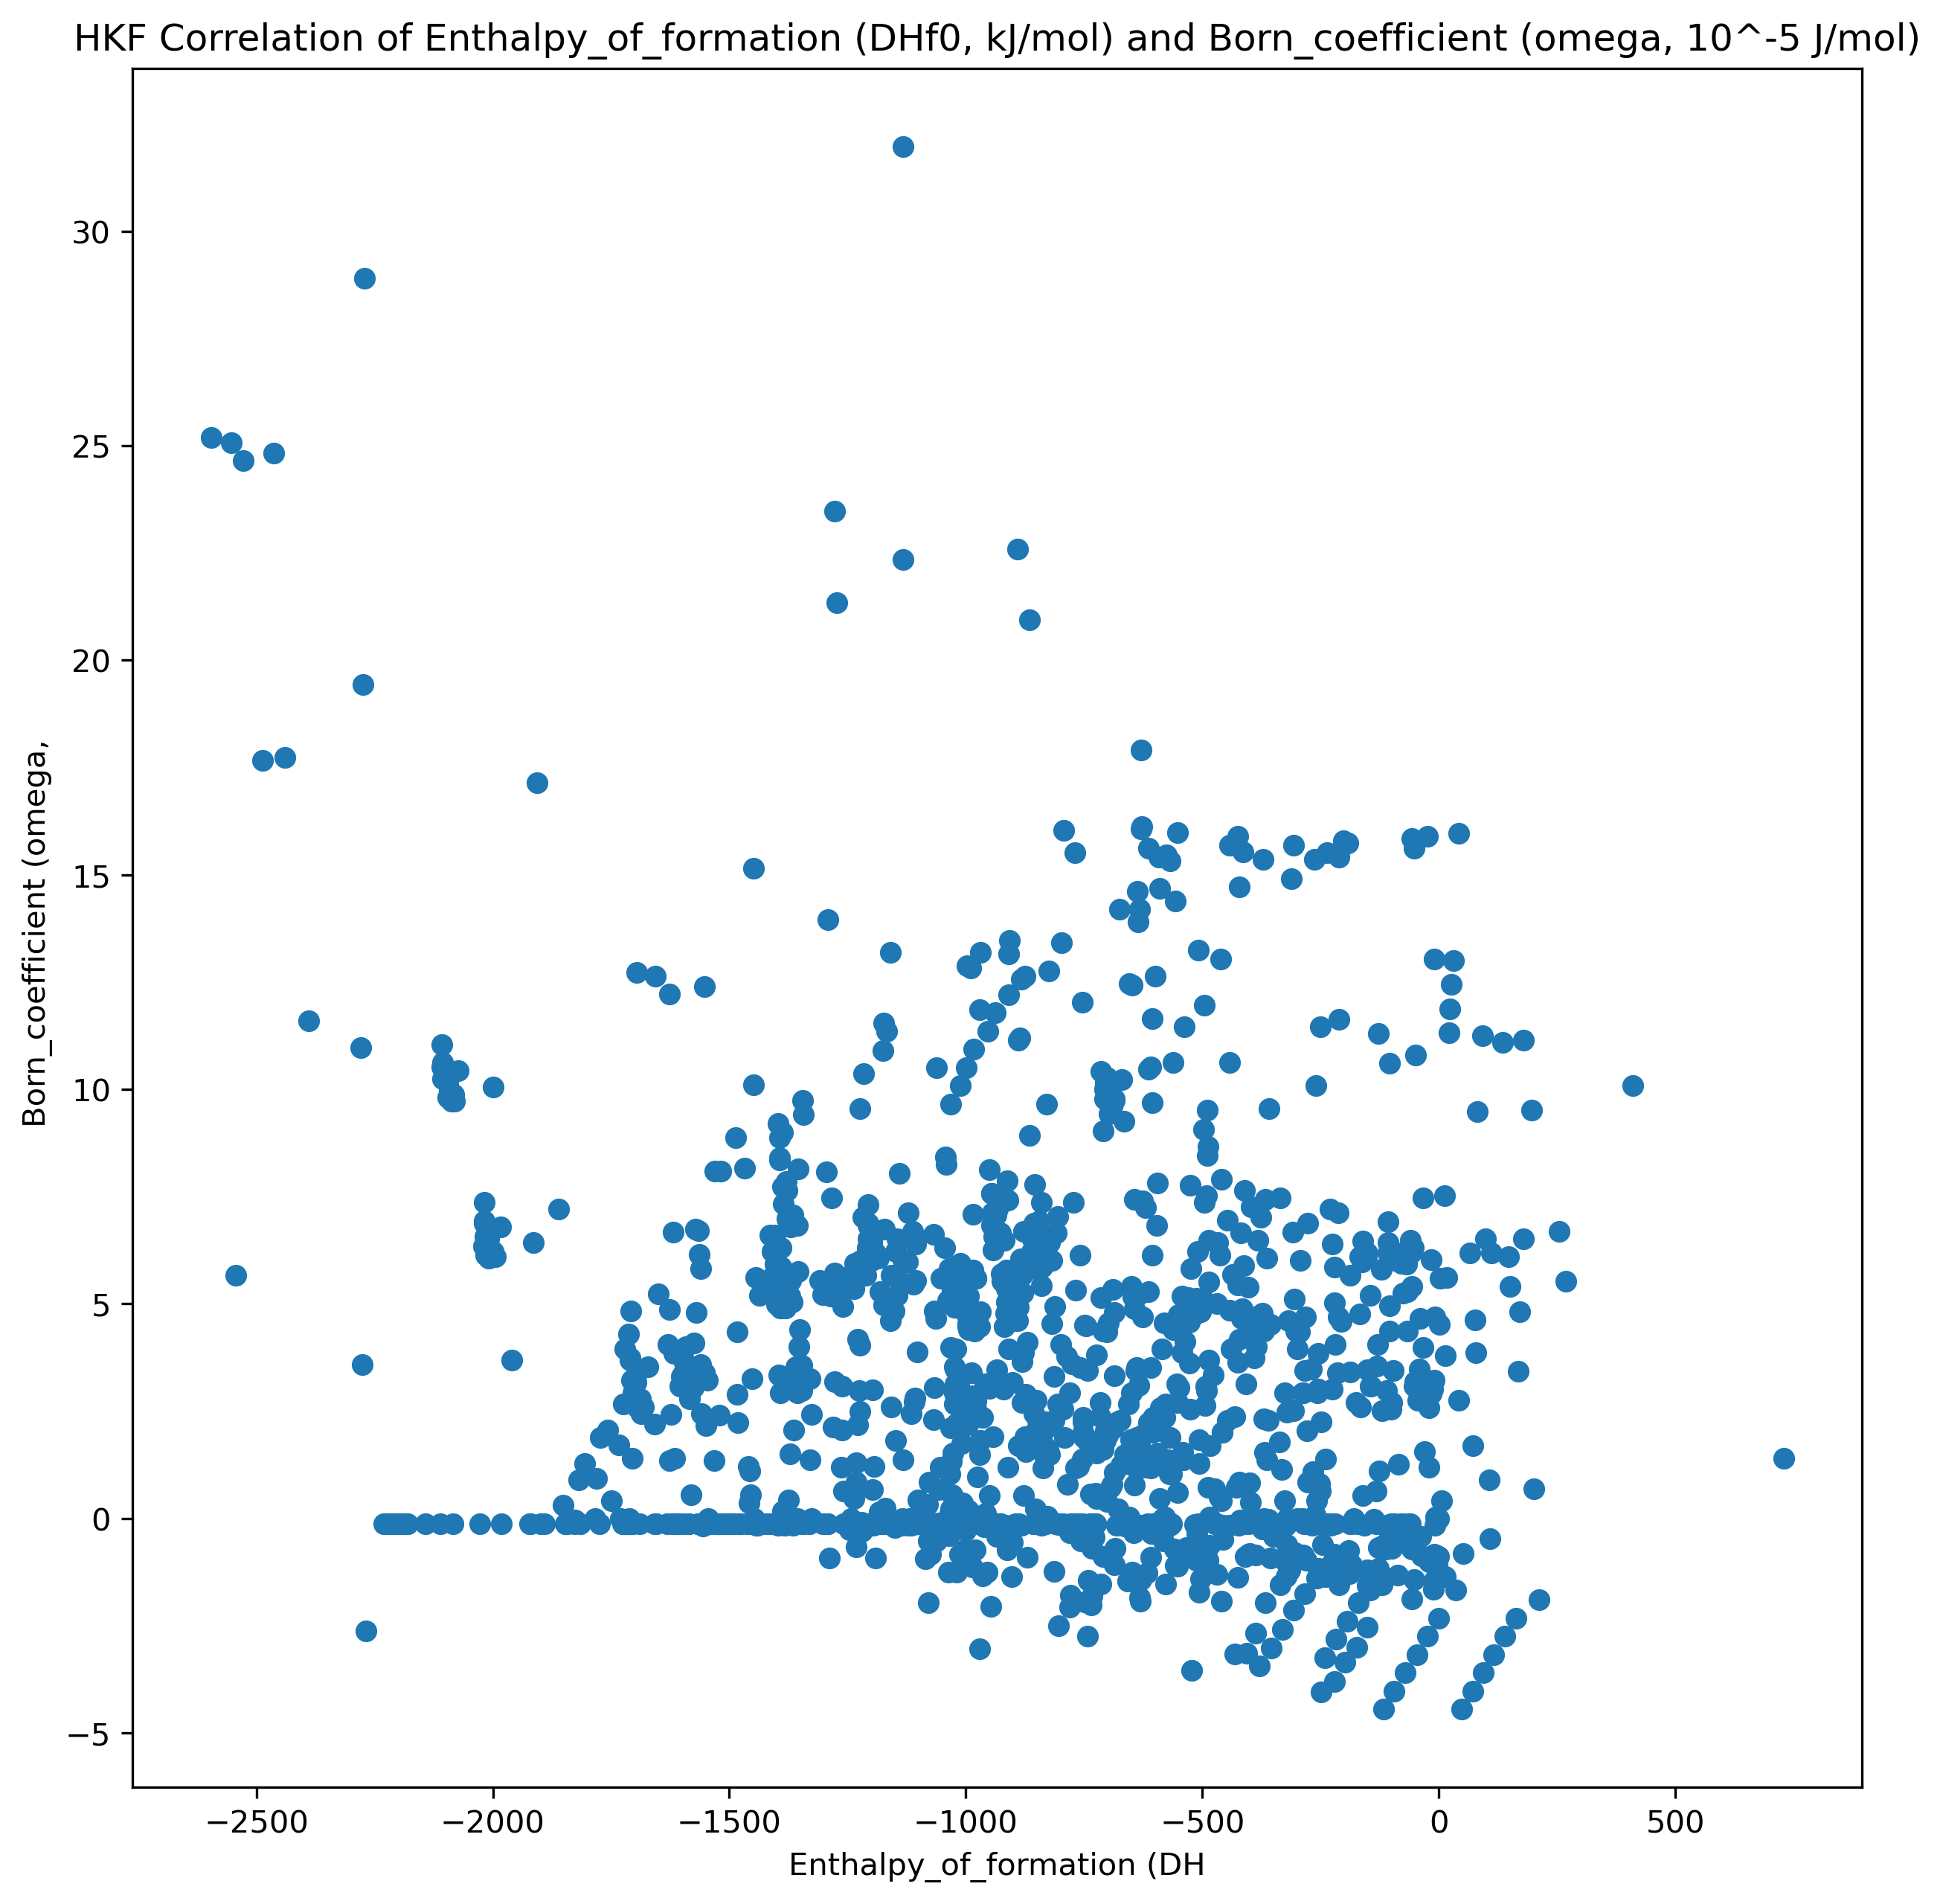 HKF Correlation of Enthalpy_of_formation (DHf0, kJ/mol) and Born_coefficient (omega, 10^-5 J/mol)
Born_coefficient (omega,
30
25
20
15
10
5
0
−5
−2500 −2000 −1500 −1000 −500 0 500
Enthalpy_of_formation (DH